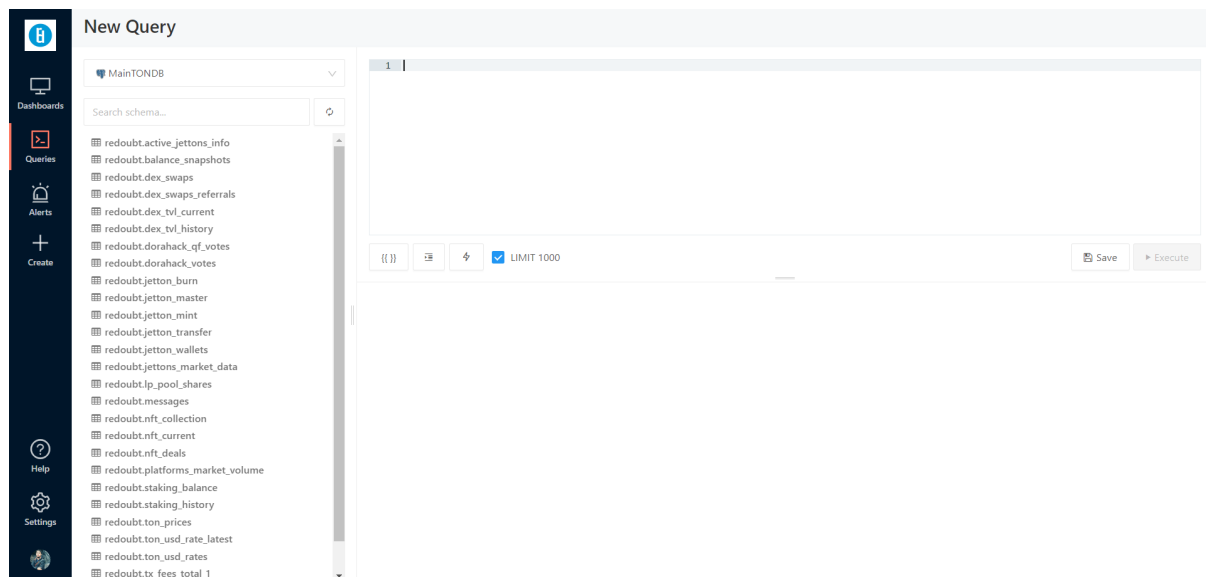 New Query
Dashboards
Queries
Alerts
Create
Help
Settings
MainTONDB
Search schema...
redoubt.active_jettons_info
redoubt.balance_snapshots
redoubt.dex_swaps
redoubt.dex_swaps_referrals
redoubt.dex_tvl_current
redoubt.dex_tvl_history
redoubt.dorahack_qf_votes
redoubt.dorahack_votes
redoubt.jetton_burn
redoubt.jetton_master
redoubt.jetton_mint
redoubt.jetton_transfer
redoubt.jetton_wallets
redoubt.jettons_market_data
redoubt.lp_pool_shares
redoubt.messages
redoubt.nft_collection
redoubt.nft_current
redoubt.nft_deals
redoubt.platforms_market_volume
redoubt.staking_balance
redoubt.staking_history
redoubt.ton_prices
redoubt.ton_usd_rate_latest
redoubt.ton_usd_rates
redoubt.tx_fees_total_1
1
{{ }}
LIMIT 1000
Save
Execute